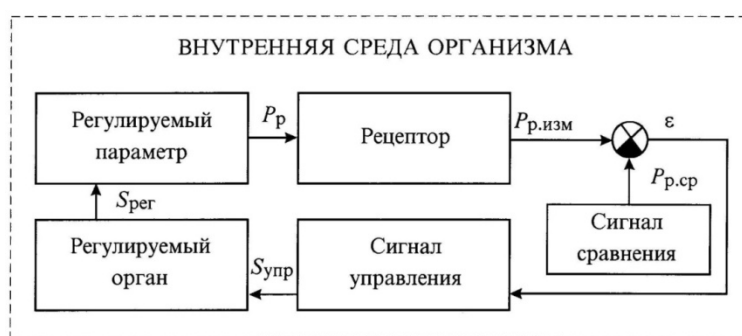 ВНУТРЕННЯЯ СРЕДА ОРГАНИЗМА
Регулируемый
параметр
Pр
Рецептор
Pр.изм
ε
Pр.ср
Сигнал
сравнения
Sрег
Регулируемый
орган
Sупр
Сигнал
управления